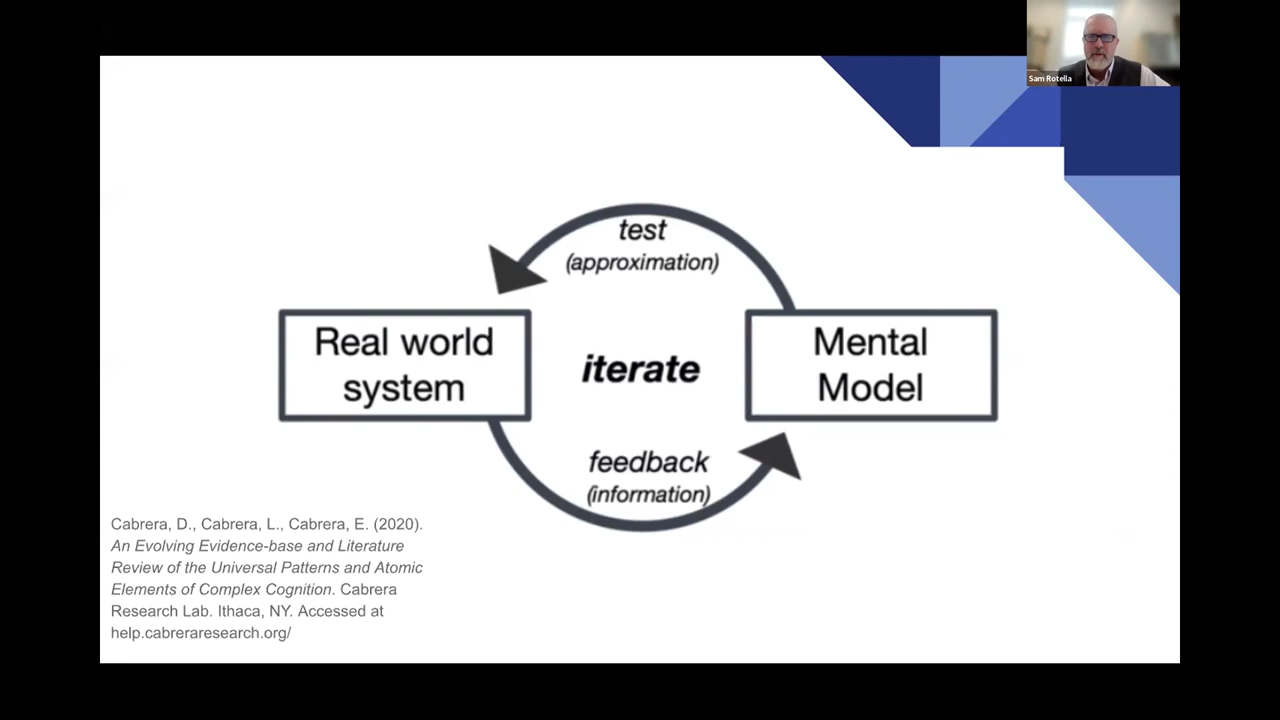 Sam Rotella
test
(approximation)
Real world
system
iterate
Mental
Model
feedback
(information)
Cabrera, D., Cabrera, L., Cabrera, E. (2020).
An Evolving Evidence-base and Literature
Review of the Universal Patterns and Atomic
Elements of Complex Cognition. Cabrera
Research Lab. Ithaca, NY. Accessed at
help.cabreraresearch.org/